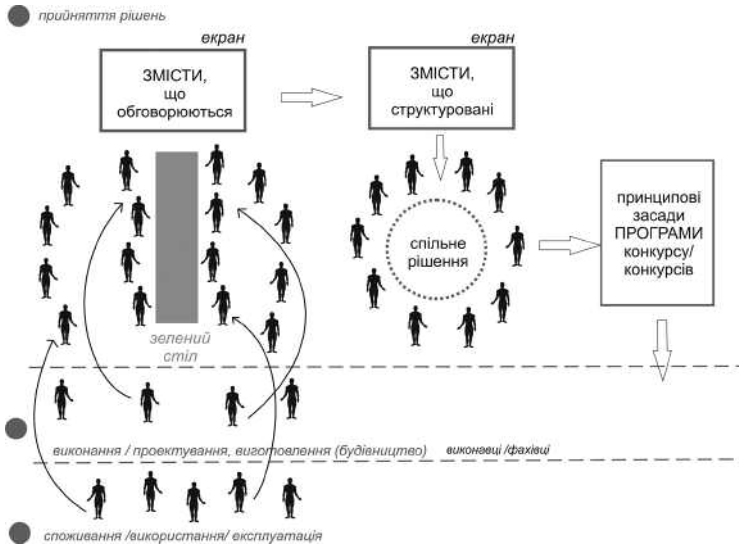 прийняття рішень
екран
ЗМІСТИ,
що
обговорюються
екран
ЗМІСТИ,
що
структуровані
спільне
рішення
принципові
засади
ПРОГРАМИ
конкурсу/
конкурсів
зелений
стіл
виконання / проектування, виготовлення (будівництво) виконавці /фахівці
споживання /використання/ експлуатація